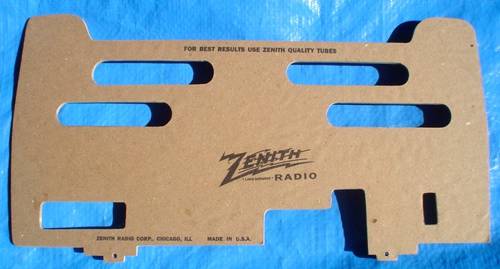 FOR BEST RESULTS USE ZENITH QUALITY TUBES
ZENITH
RADIO
ZENITH RADIO CORP., CHICAGO, ILL MADE IN U.S.A.